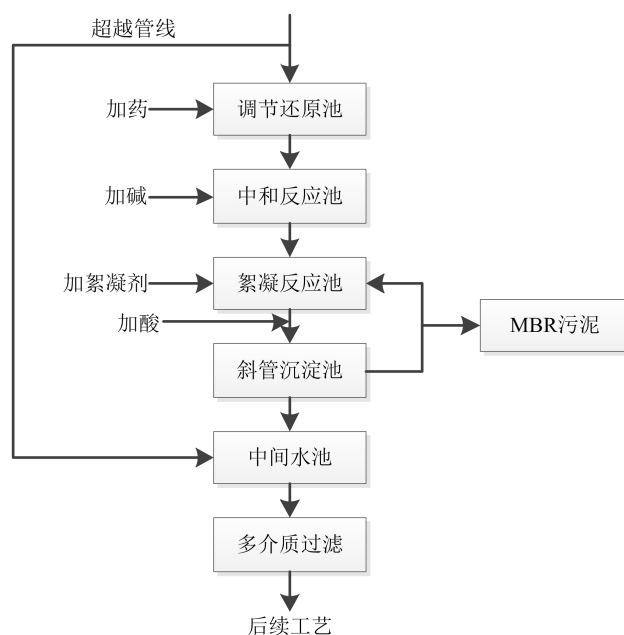 超越管线
加药
调节还原池
加碱
中和反应池
加絮凝剂
絮凝反应池
加酸
MBR污泥
斜管沉淀池
中间水池
多介质过滤
后续工艺